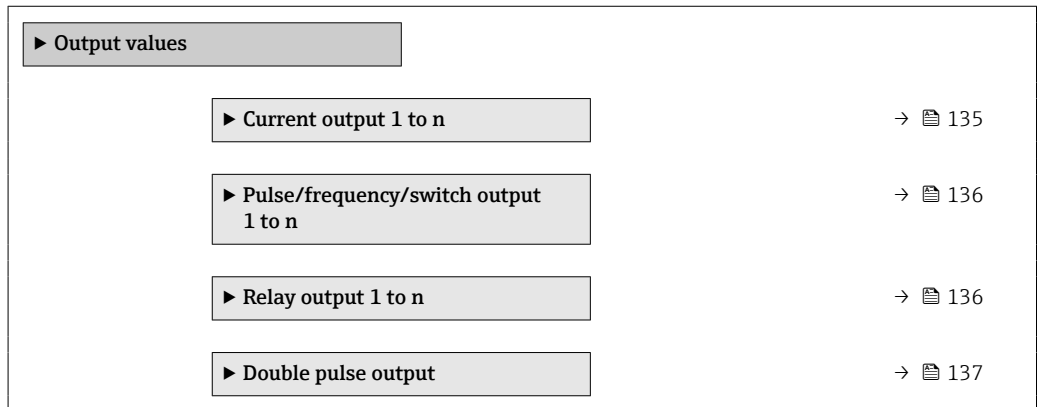 ► Output values
► Current output 1 to n → 135
► Pulse/frequency/switch output
1 to n → 136
► Relay output 1 to n → 136
► Double pulse output → 137